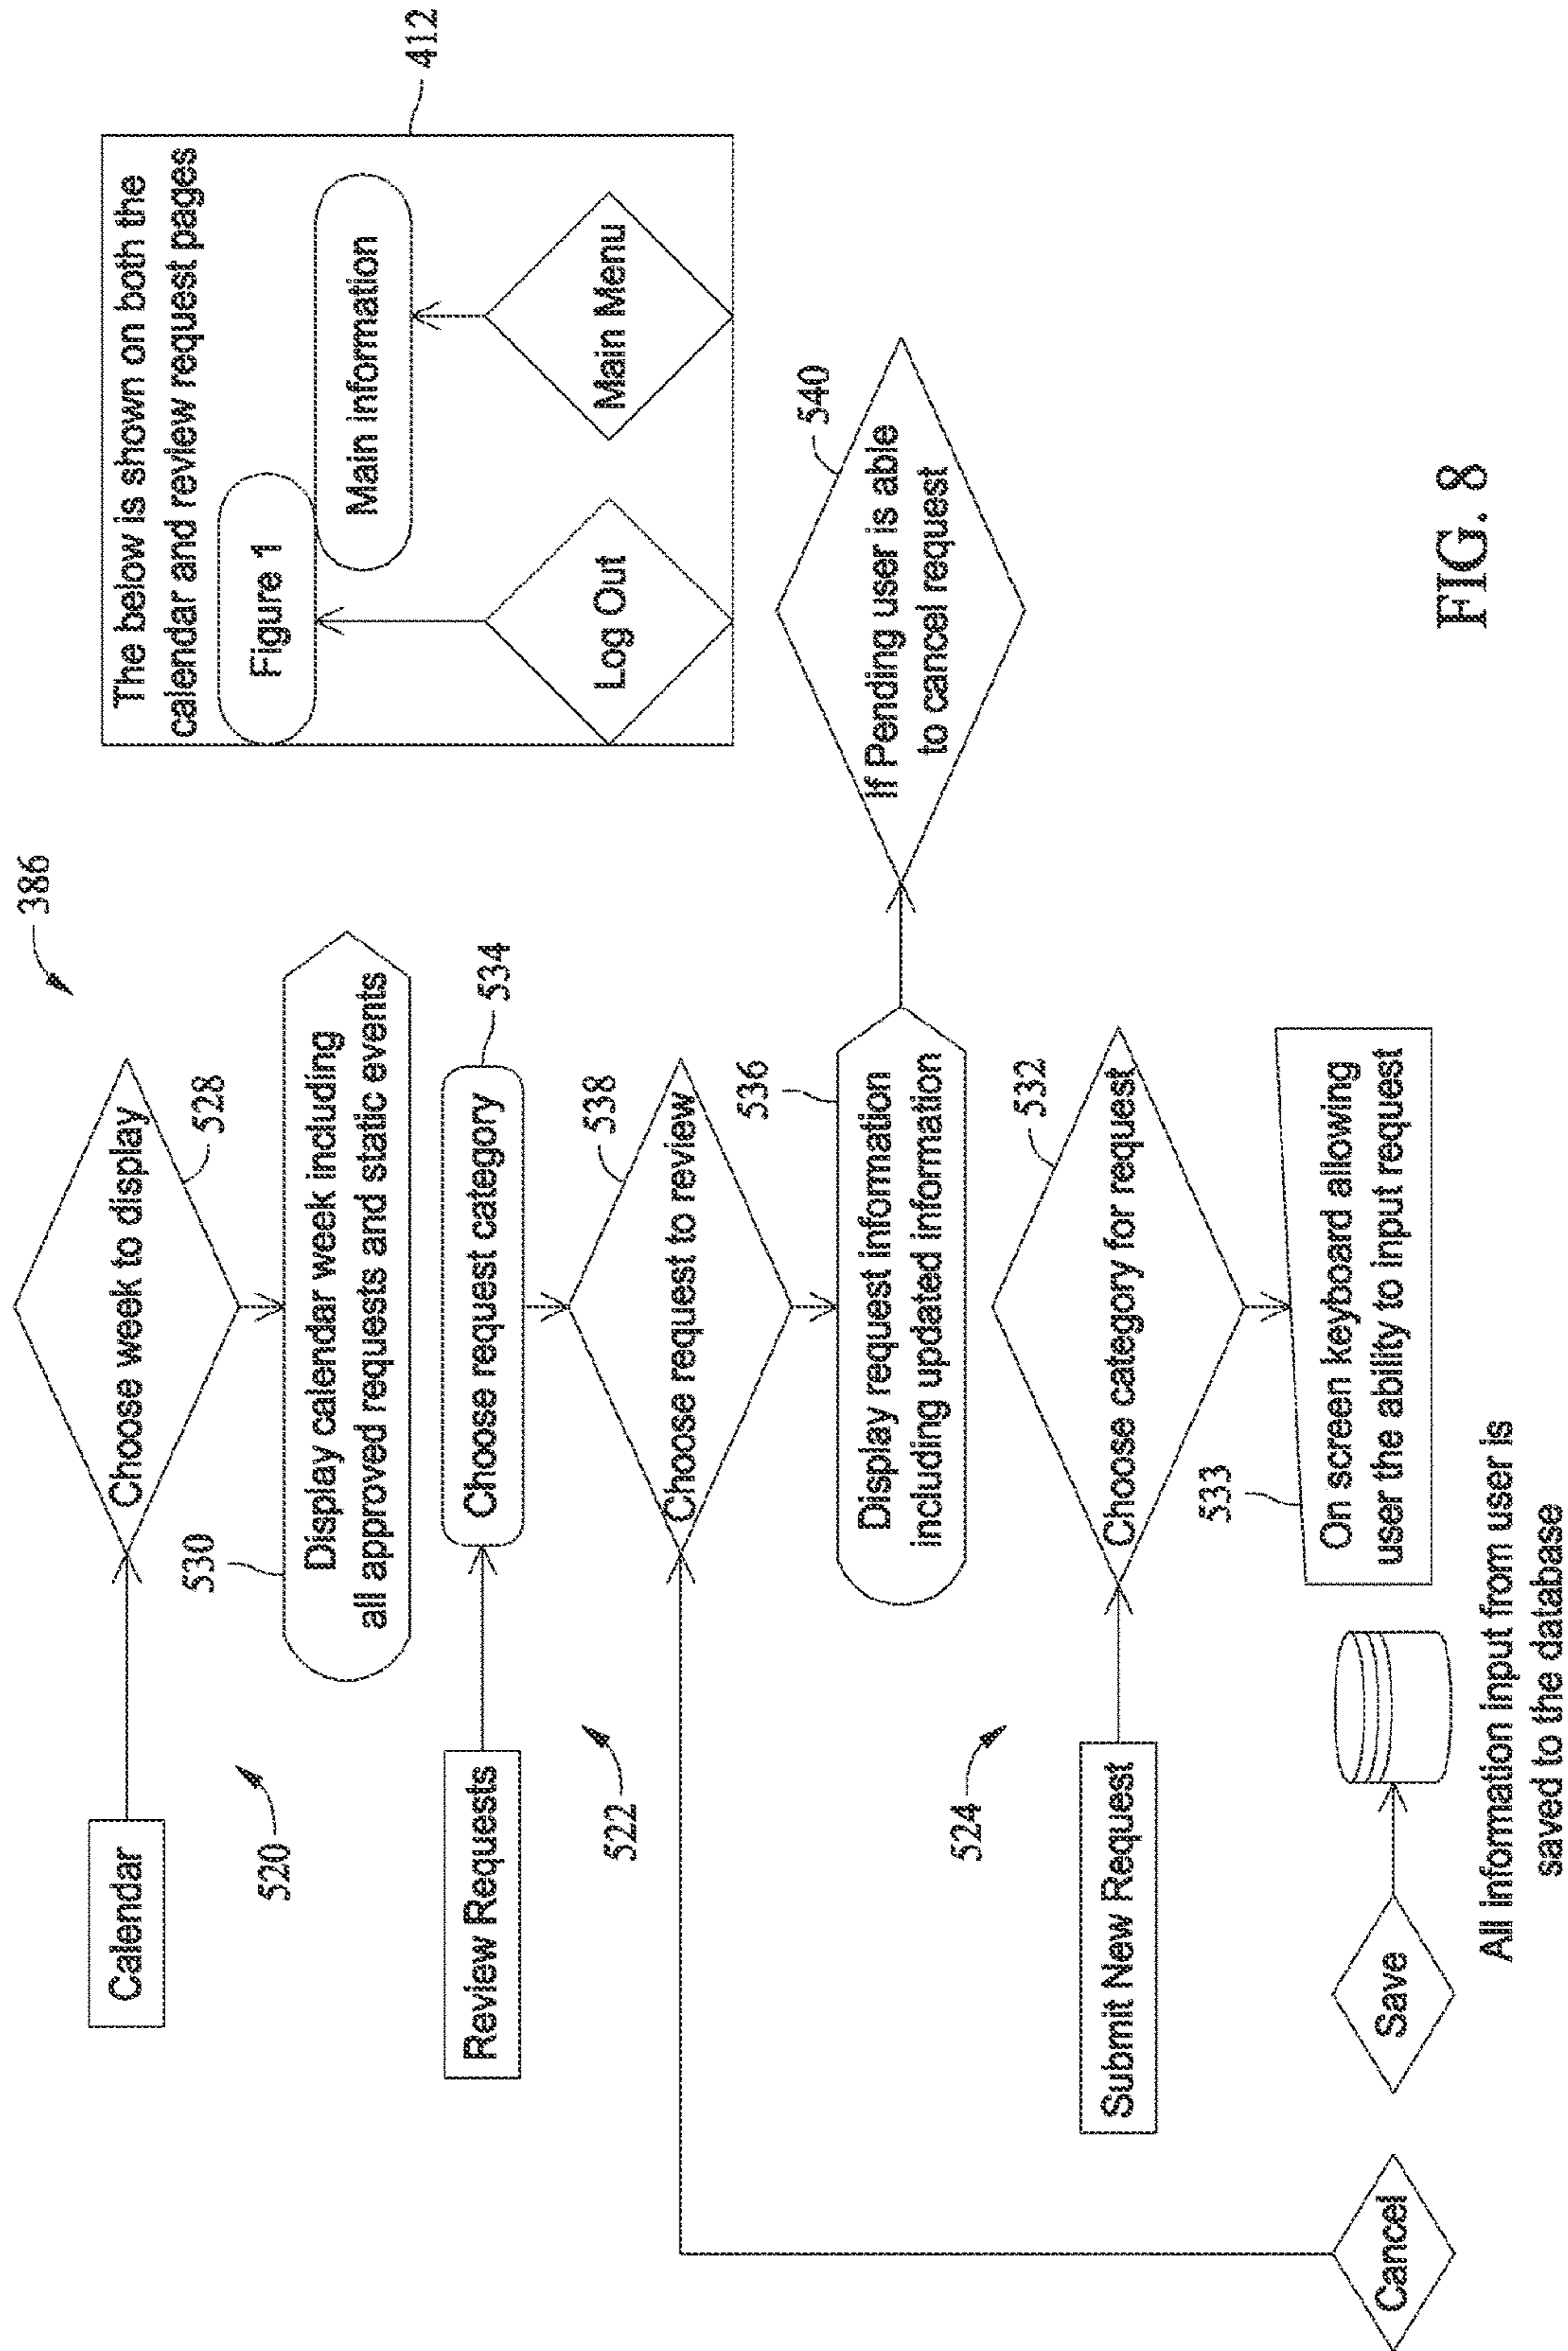 386
Calendar
Choose week to display
528
520
530
Display calendar week including
all approved requests and static events
The below is shown on both the
calendar and review request pages
Figure 1
Main information
Log Out
Main Menu
412
Review Requests
Choose request category
534
522
538
Choose request to review
536
Display request information
including updated information
540
If Pending user is able
to cancel request
524
532
Submit New Request
Choose category for request
533
On screen keyboard allowing
user the ability to input request
Cancel
Save
All information input from user is
saved to the database
FIG. 8